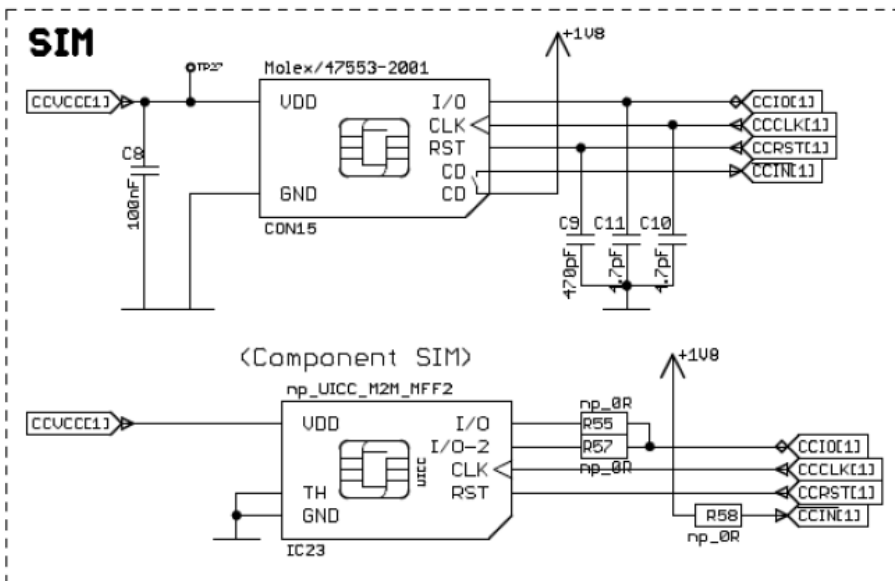 SIM
+1V8
TP27
Molex/47553-2001
CCVCC[1]
VDD
I/O
CCIO[1]
CLK
CCCLK[1]
RST
CCRST[1]
C8
100nF
CD
CCIN[1]
GND
CD
CON15
C9
C11
C10
470pF
4.7pF
4.7pF
(Component SIM)
+1V8
np_UICC_M2M_MFF2
np_0R
CCVCC[1]
VDD
I/O
R55
I/O-2
R57
CCIO[1]
UICC
CLK
np_0R
CCCLK[1]
TH
RST
CCRST[1]
GND
R58
CCIN[1]
IC23
np_0R